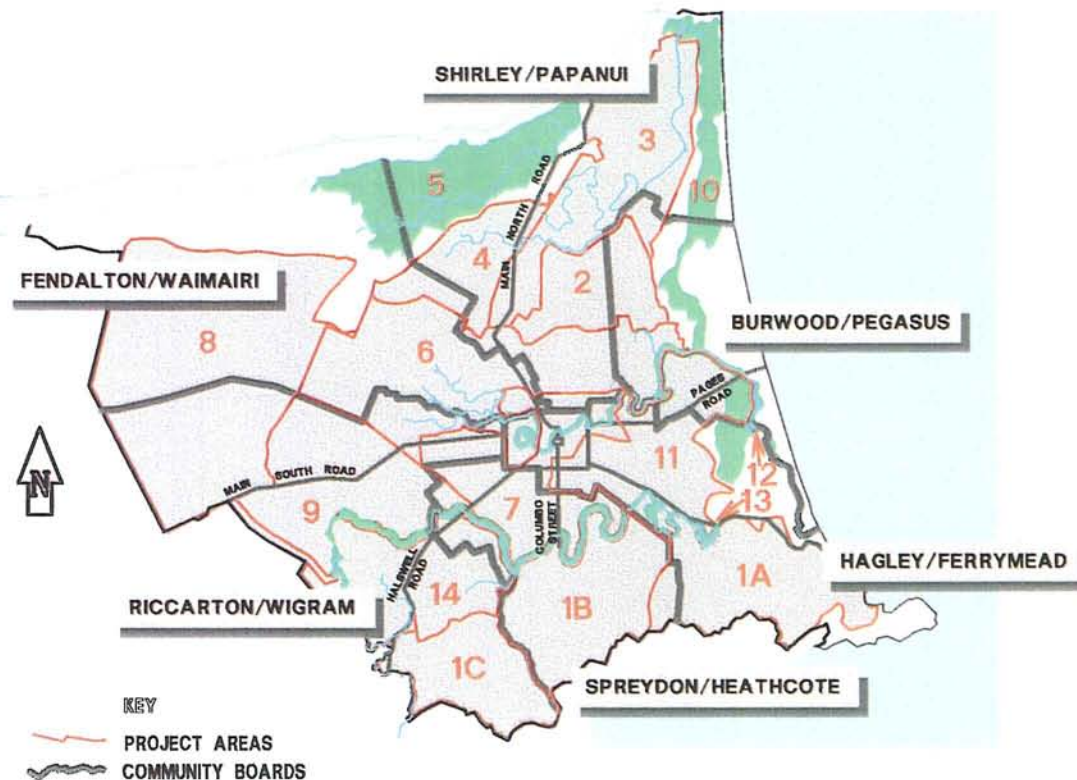 SHIRLEY/PAPANUI
3
ROAD
5
10
NORTH
4
MAIN
FENDALTON/WAIMAIRI
2
BURWOOD/PEGASUS
8
6
PAGES
ROAD
11
MAIN SOUTH ROAD
12
13
9
7
COLUMBO
STREET
HALSWELL
ROAD
HAGLEY/FERRYMEAD
1A
14
1B
RICCARTON/WIGRAM
1C
SPREYDON/HEATHCOTE
N
KEY
PROJECT AREAS
COMMUNITY BOARDS